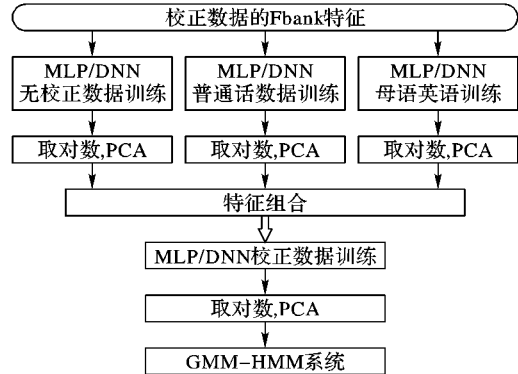 校正数据的Fbank特征
MLP/DNN
无校正数据训练
MLP/DNN
普通话数据训练
MLP/DNN
母语英语训练
取对数,PCA
取对数,PCA
取对数,PCA
特征组合
MLP/DNN校正数据训练
取对数,PCA
GMM-HMM系统